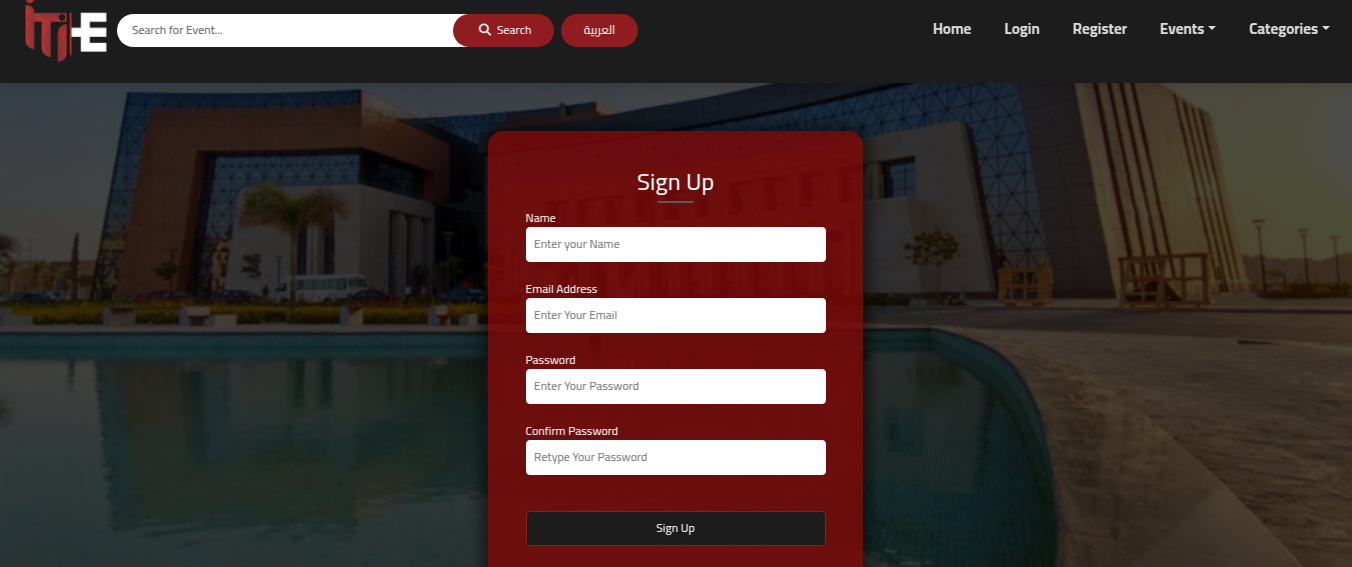 iTi-E
Search for Event...
Search
العربية
Home
Login
Register
Events
Categories
Sign Up
Name
Enter your Name
Email Address
Enter Your Email
Password
Enter Your Password
Confirm Password
Retype Your Password
Sign Up